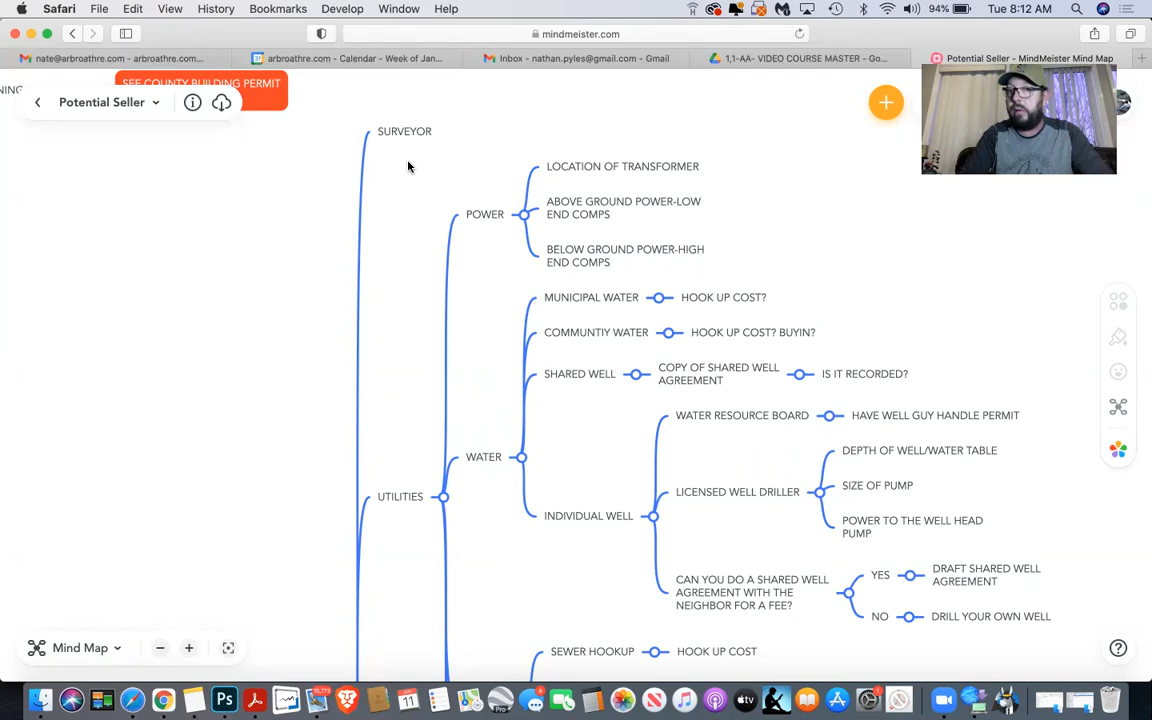 Safari File Edit View History Bookmarks Develop Window Help
94% Tue 8:12 AM
mindmeister.com
nate@arbroathre.com - arbroathre.com...
arbroathre.com - Calendar - Week of Jan...
Inbox - nathan.pyles@gmail.com - Gmail
1,1-AA- VIDEO COURSE MASTER - Go...
Potential Seller - MindMeister Mind Map
NING
SEE COUNTY BUILDING PERMIT
Potential Seller
SURVEYOR
LOCATION OF TRANSFORMER
POWER
ABOVE GROUND POWER-LOW
END COMPS
BELOW GROUND POWER-HIGH
END COMPS
MUNICIPAL WATER
HOOK UP COST?
COMMUNTIY WATER
HOOK UP COST? BUYIN?
SHARED WELL
COPY OF SHARED WELL
AGREEMENT
IS IT RECORDED?
WATER RESOURCE BOARD
HAVE WELL GUY HANDLE PERMIT
WATER
DEPTH OF WELL/WATER TABLE
UTILITIES
LICENSED WELL DRILLER
SIZE OF PUMP
INDIVIDUAL WELL
POWER TO THE WELL HEAD
PUMP
CAN YOU DO A SHARED WELL
AGREEMENT WITH THE
NEIGHBOR FOR A FEE?
YES
DRAFT SHARED WELL
AGREEMENT
NO
DRILL YOUR OWN WELL
SEWER HOOKUP
HOOK UP COST
Mind Map